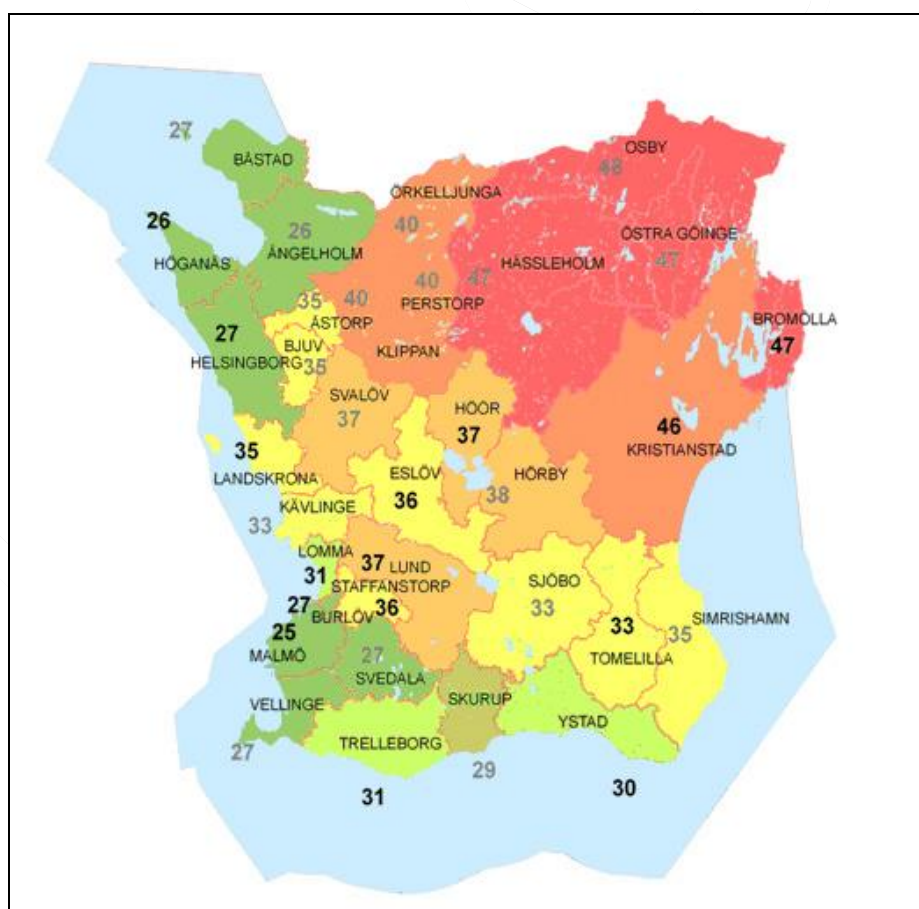 OSBY
48
27
BÅSTAD
ÖRKELLJUNGA
40
26
26
ÄNGELHOLM
ÖSTRA GÖINGE
47
HÖGANÄS
HÄSSLEHOLM
47
40
PERSTORP
35
40
ÅSTORP
BROMÖLLA
47
27
HELSINGBORG
BJUV
35
KLIPPAN
SVALÖV
37
HÖÖR
37
46
KRISTIANSTAD
35
LANDSKRONA
ESLÖV
36
HÖRBY
38
KÄVLINGE
33
LOMMA
31
37 LUND
STAFFANSTORP
36
27
BURLÖV
25
MALMÖ
SJÖBO
33
33
TOMELILLA
SIMRISHAMN
35
27
SVEDALA
VELLINGE
27
SKURUP
29
YSTAD
30
TRELLEBORG
31